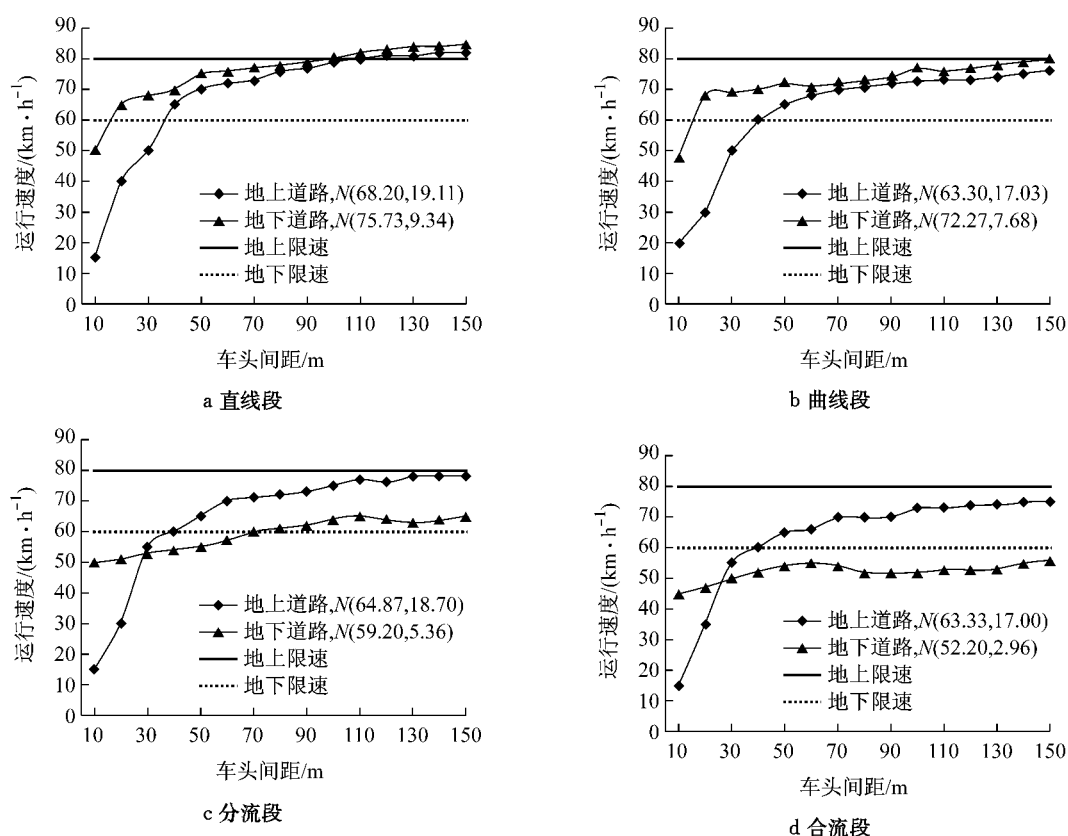 90
80
70
60
50
40
30
20
10
0
运行速度/(km·h⁻¹)
地上道路,N(68.20,19.11)
地下道路,N(75.73,9.34)
地上限速
地下限速
10 30 50 70 90 110 130 150
车头间距/m
a 直线段
90
80
70
60
50
40
30
20
10
0
运行速度/(km·h⁻¹)
地上道路,N(63.30,17.03)
地下道路,N(72.27,7.68)
地上限速
地下限速
10 30 50 70 90 110 130 150
车头间距/m
b 曲线段
90
80
70
60
50
40
30
20
10
0
运行速度/(km·h⁻¹)
地上道路,N(64.87,18.70)
地下道路,N(59.20,5.36)
地上限速
地下限速
10 30 50 70 90 110 130 150
车头间距/m
c 分流段
90
80
70
60
50
40
30
20
10
0
运行速度/(km·h⁻¹)
地上道路,N(63.33,17.00)
地下道路,N(52.20,2.96)
地上限速
地下限速
10 30 50 70 90 110 130 150
车头间距/m
d 合流段